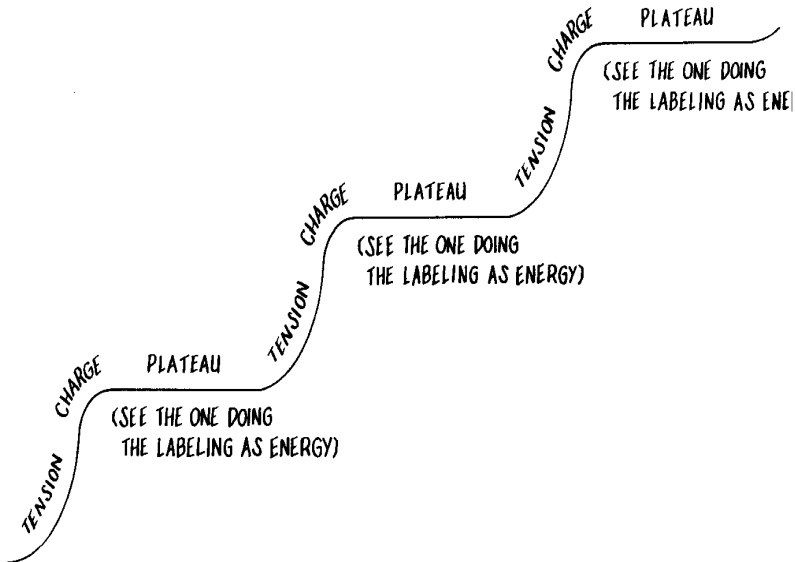 CHARGE
PLATEAU
(SEE THE ONE DOING
THE LABELING AS ENE
TENSION
CHARGE
PLATEAU
(SEE THE ONE DOING
THE LABELING AS ENERGY)
TENSION
CHARGE
PLATEAU
(SEE THE ONE DOING
THE LABELING AS ENERGY)
TENSION